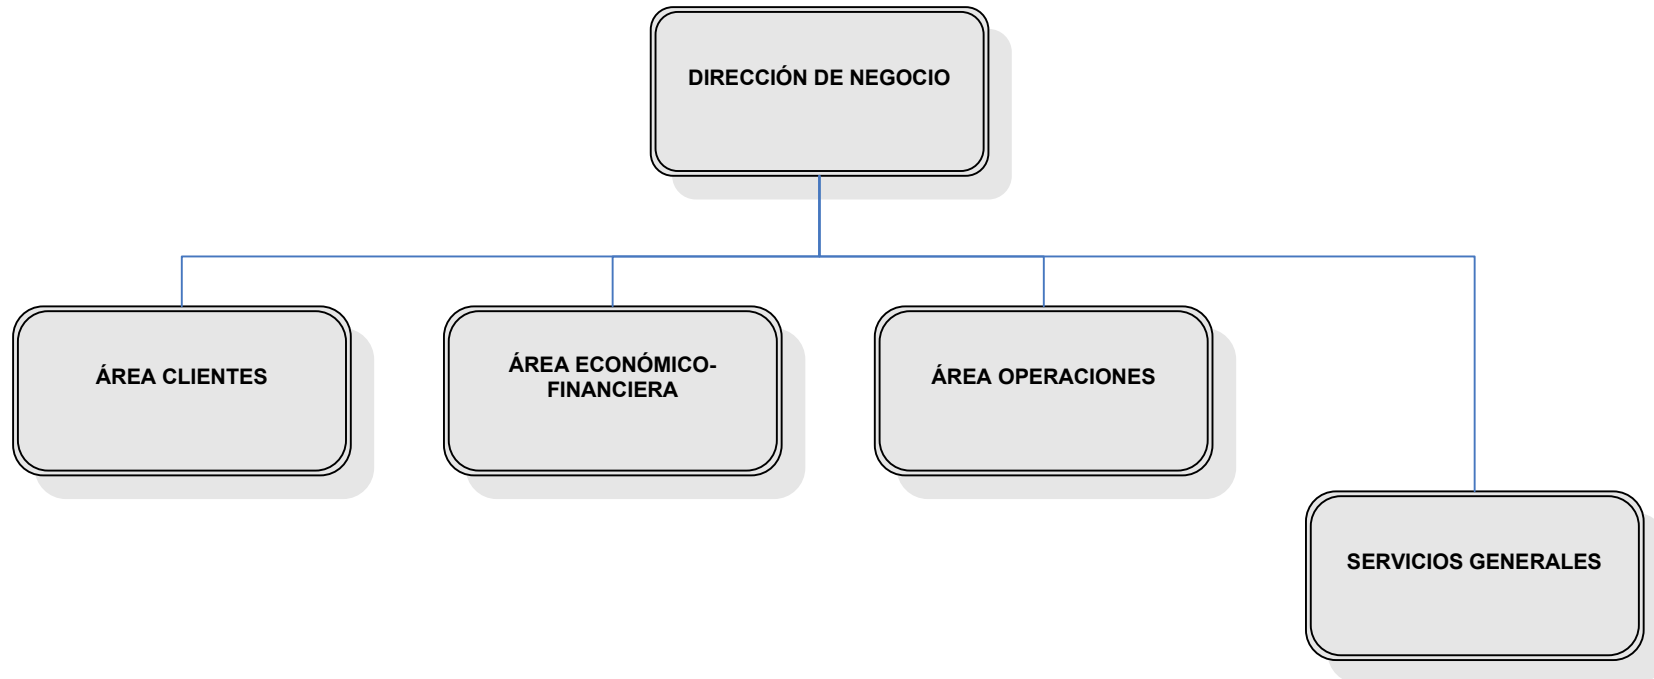 DIRECCIÓN DE NEGOCIO
ÁREA CLIENTES
ÁREA ECONÓMICO-
FINANCIERA
ÁREA OPERACIONES
SERVICIOS GENERALES